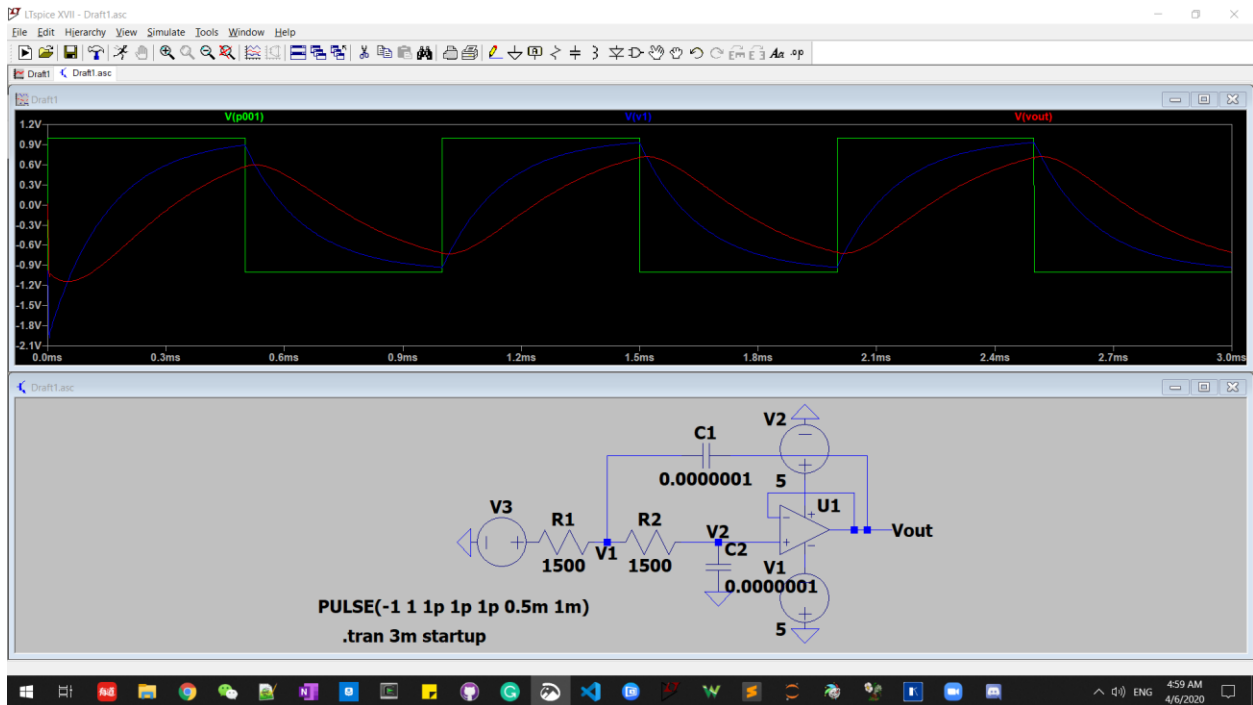 LTspice XVII - Draft1.asc
File Edit Hierarchy View Simulate Tools Window Help
Draft1 Draft1.asc
Draft1
V(p001) V(v1) V(vout)
1.2V
0.9V
0.6V
0.3V
0.0V
-0.3V
-0.6V
-0.9V
-1.2V
-1.5V
-1.8V
-2.1V
0.0ms 0.3ms 0.6ms 0.9ms 1.2ms 1.5ms 1.8ms 2.1ms 2.4ms 2.7ms 3.0ms
Draft1.asc
V2
C1
0.0000001 5
V3 R1 R2 V2 U1
Vout
1500 V1 1500 C2 V1
0.0000001
PULSE(-1 1 1p 1p 1p 0.5m 1m)
5
.tran 3m startup
ENG 4:59 AM
4/6/2020